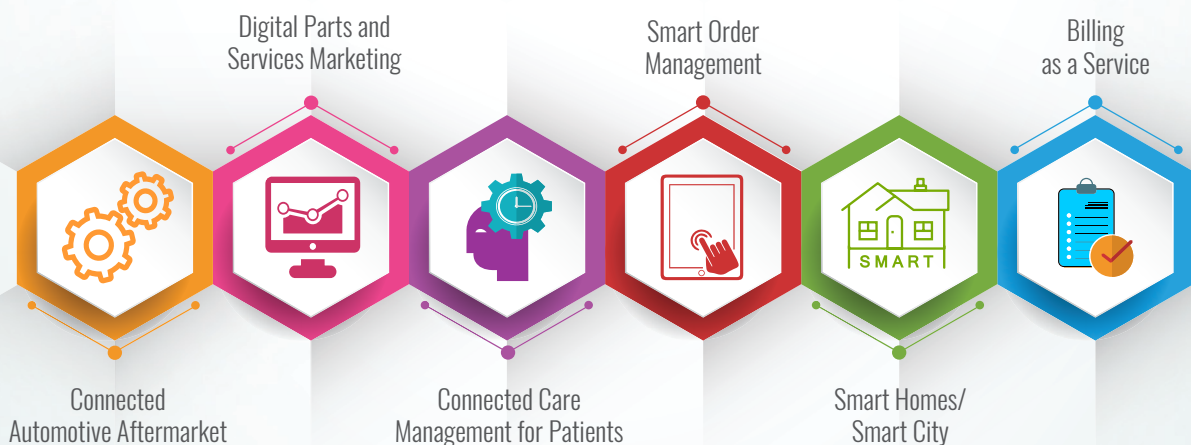 Digital Parts and
Services Marketing
Smart Order
Management
Billing
as a Service
SMART
Connected
Automotive Aftermarket
Connected Care
Management for Patients
Smart Homes/
Smart City